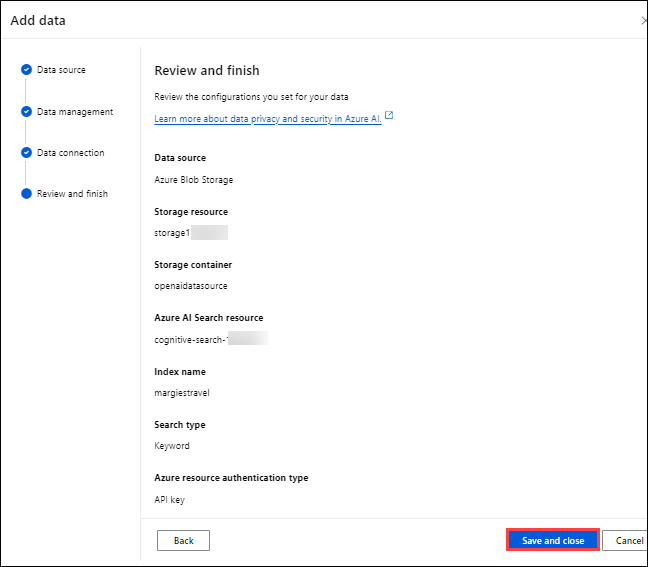 Add data
Data source
Data management
Data connection
Review and finish
Review and finish
Review the configurations you set for your data
Learn more about data privacy and security in Azure AI.
Data source
Azure Blob Storage
Storage resource
storage1
Storage container
openaidatasource
Azure AI Search resource
cognitive-search-
Index name
margiestravel
Search type
Keyword
Azure resource authentication type
API key
Back
Save and close
Cancel